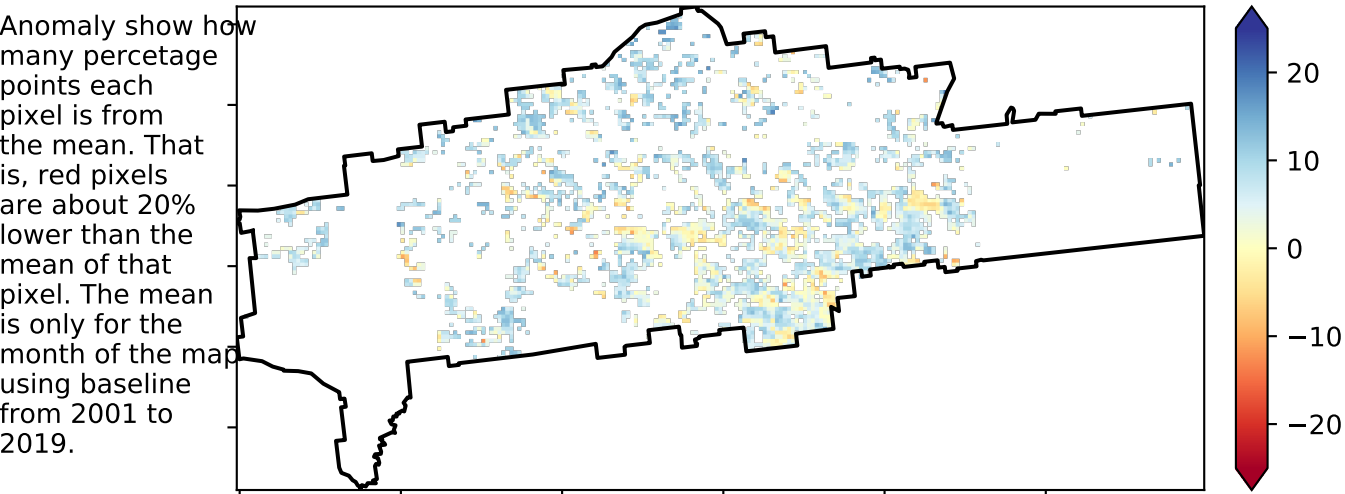 Anomaly show how
many percetage
points each
pixel is from
the mean. That
is, red pixels
are about 20%
lower than the
mean of that
pixel. The mean
is only for the
month of the map
using baseline
from 2001 to
2019.
20
10
0
−10
−20